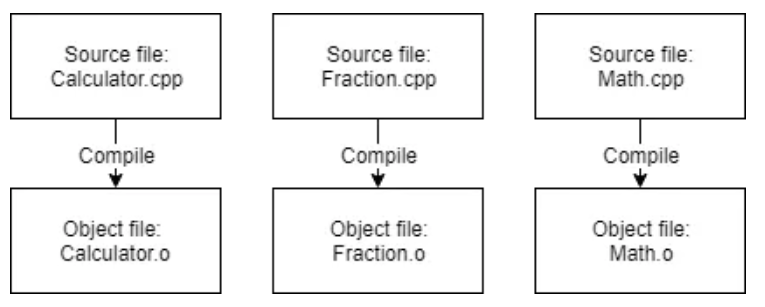 Source file:
Calculator.cpp
Source file:
Fraction.cpp
Source file:
Math.cpp
Compile
Compile
Compile
Object file:
Calculator.o
Object file:
Fraction.o
Object file:
Math.o